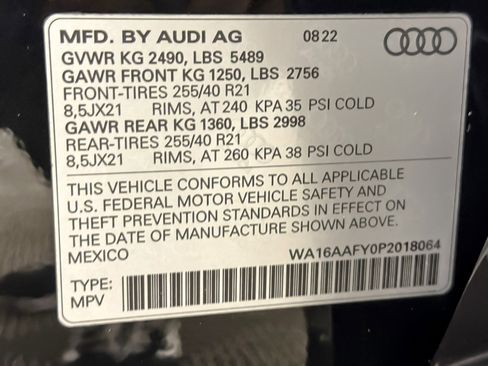 MFD. BY AUDI AG 08 22
GVWR KG 2490, LBS 5489
GAWR FRONT KG 1250, LBS 2756
FRONT-TIRES 255/40 R21
8,5JX21 RIMS, AT 240 KPA 35 PSI COLD
GAWR REAR KG 1360, LBS 2998
REAR-TIRES 255/40 R21
8,5JX21 RIMS, AT 260 KPA 38 PSI COLD
THIS VEHICLE CONFORMS TO ALL APPLICABLE
U.S. FEDERAL MOTOR VEHICLE SAFETY AND
THEFT PREVENTION STANDARDS IN EFFECT ON
THE DATE OF MANUFACTURE SHOWN ABOVE.
MEXICO WA16AAFY0P2018064
TYPE:
MPV